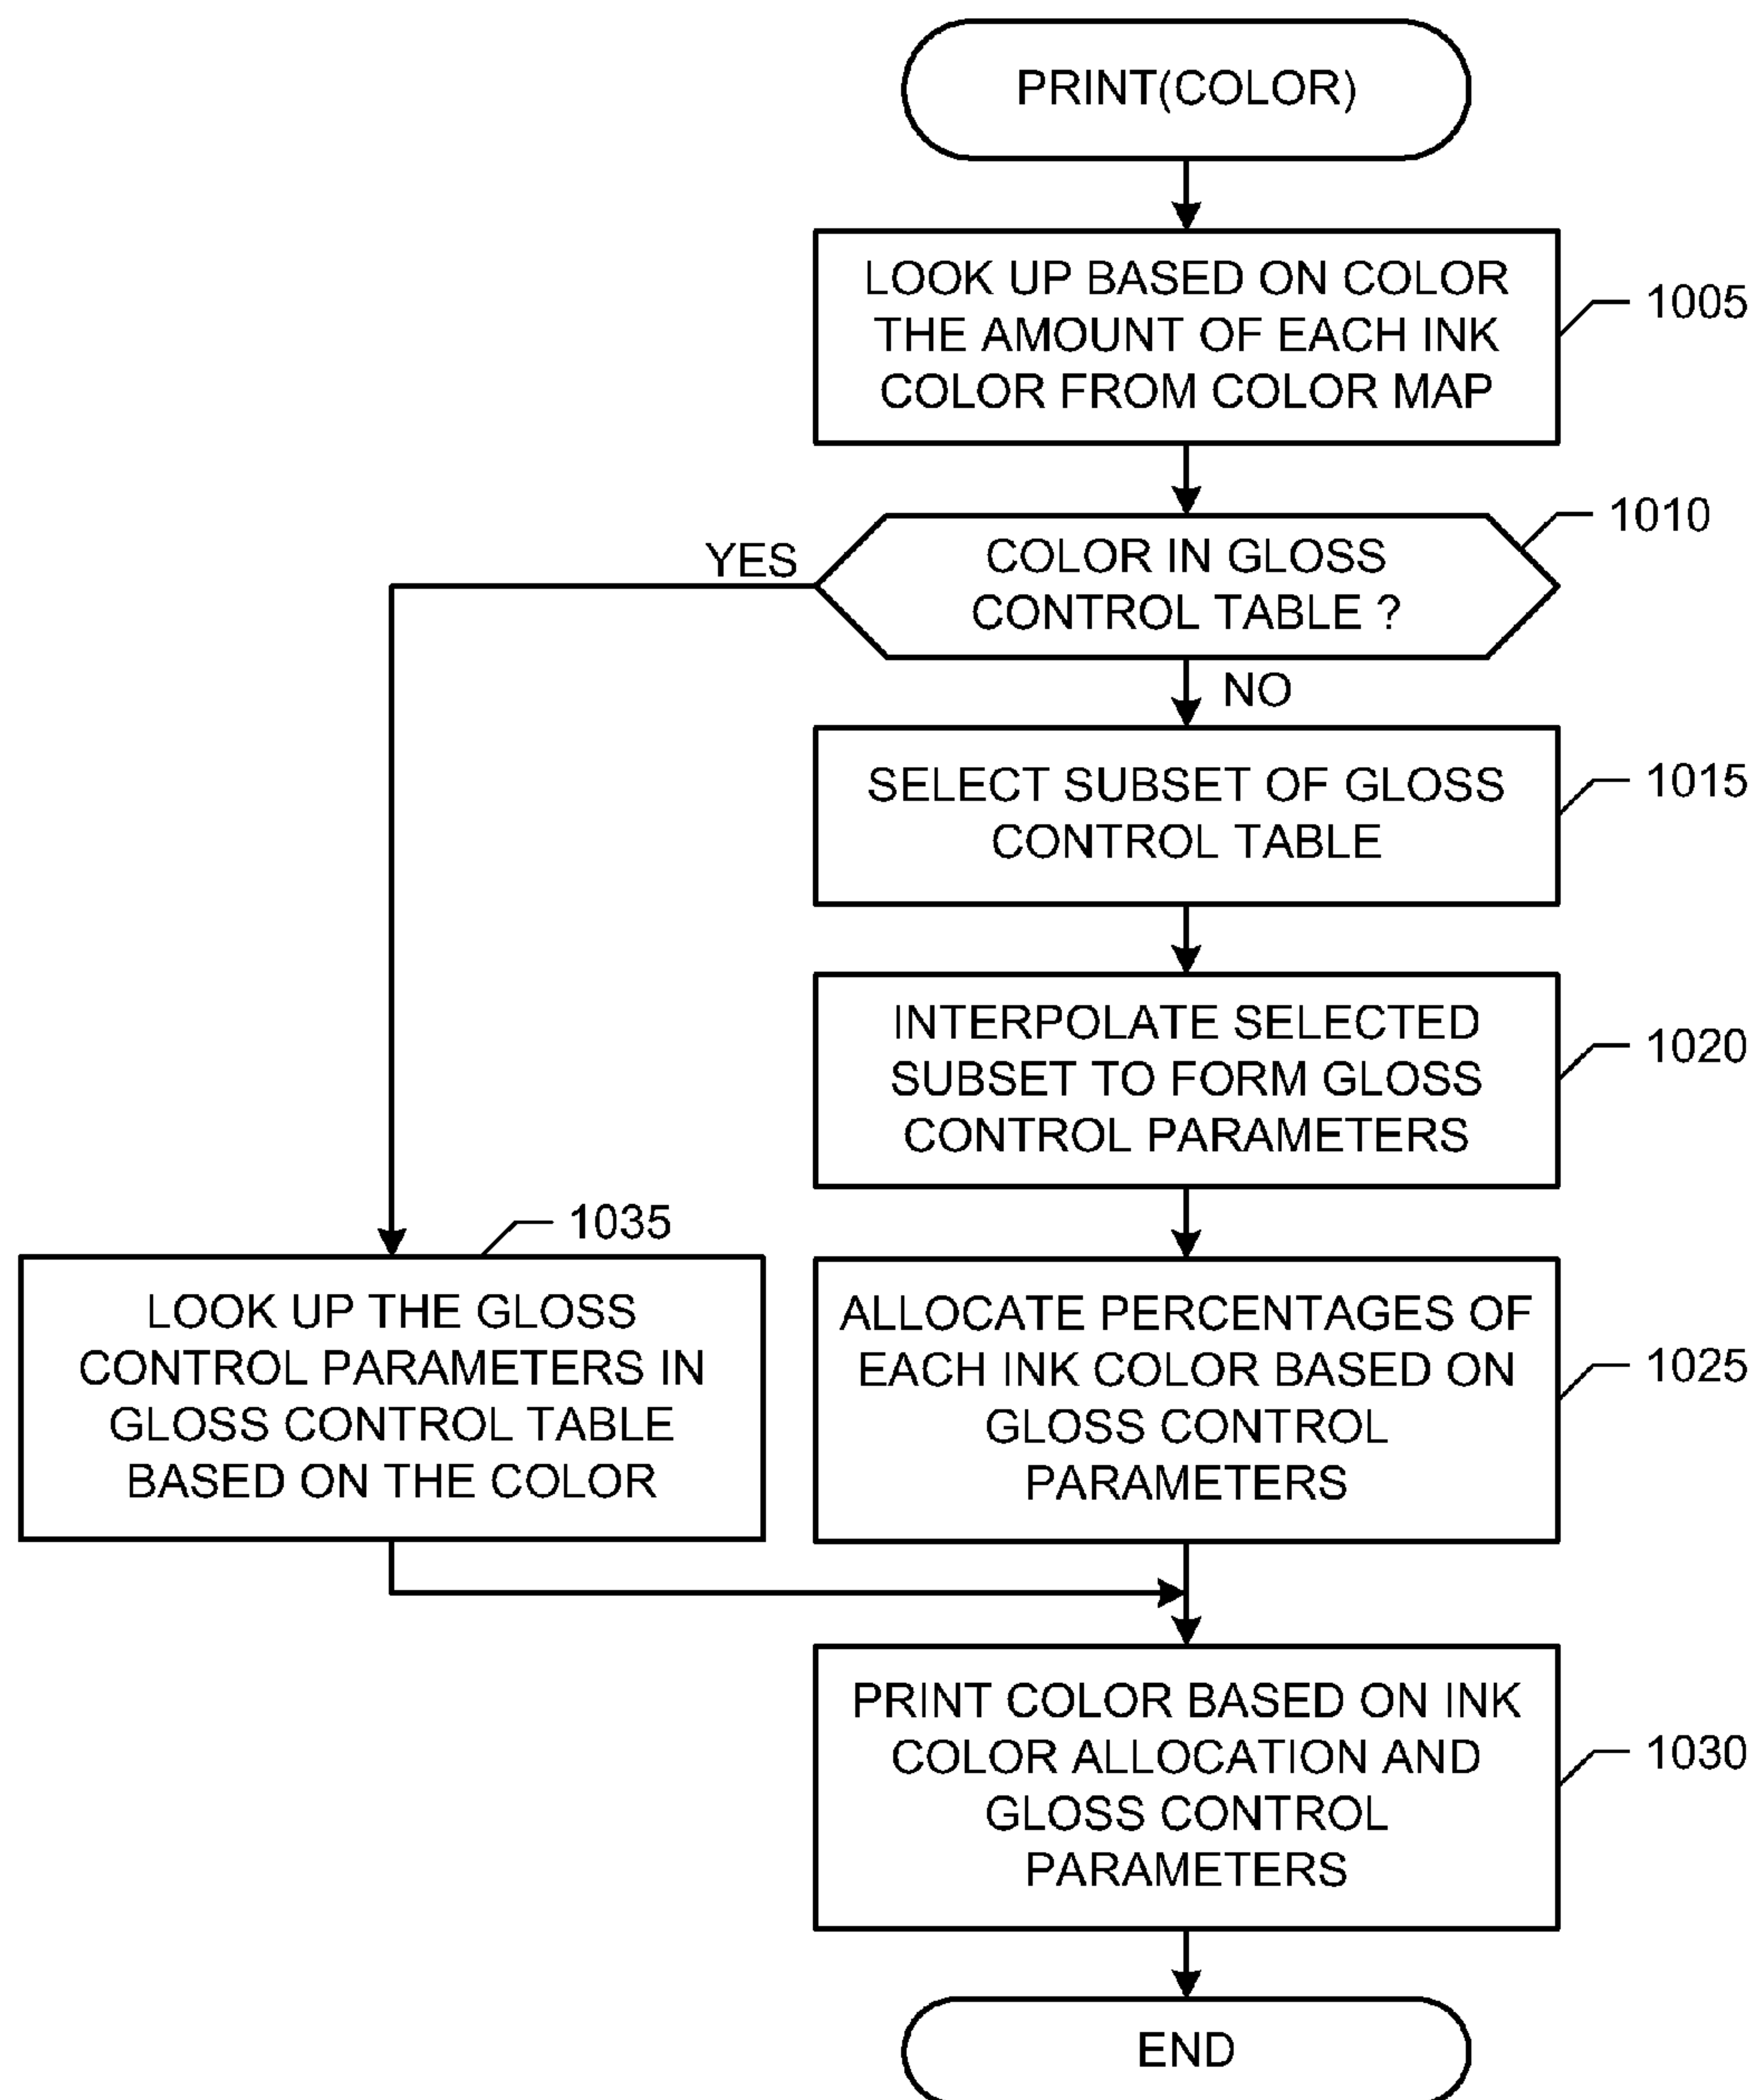 PRINT(COLOR)
LOOK UP BASED ON COLOR
THE AMOUNT OF EACH INK
COLOR FROM COLOR MAP
1005
1010
YES
COLOR IN GLOSS
CONTROL TABLE ?
NO
SELECT SUBSET OF GLOSS
CONTROL TABLE
1015
INTERPOLATE SELECTED
SUBSET TO FORM GLOSS
CONTROL PARAMETERS
1020
1035
LOOK UP THE GLOSS
CONTROL PARAMETERS IN
GLOSS CONTROL TABLE
BASED ON THE COLOR
ALLOCATE PERCENTAGES OF
EACH INK COLOR BASED ON
GLOSS CONTROL
PARAMETERS
1025
PRINT COLOR BASED ON INK
COLOR ALLOCATION AND
GLOSS CONTROL
PARAMETERS
1030
END